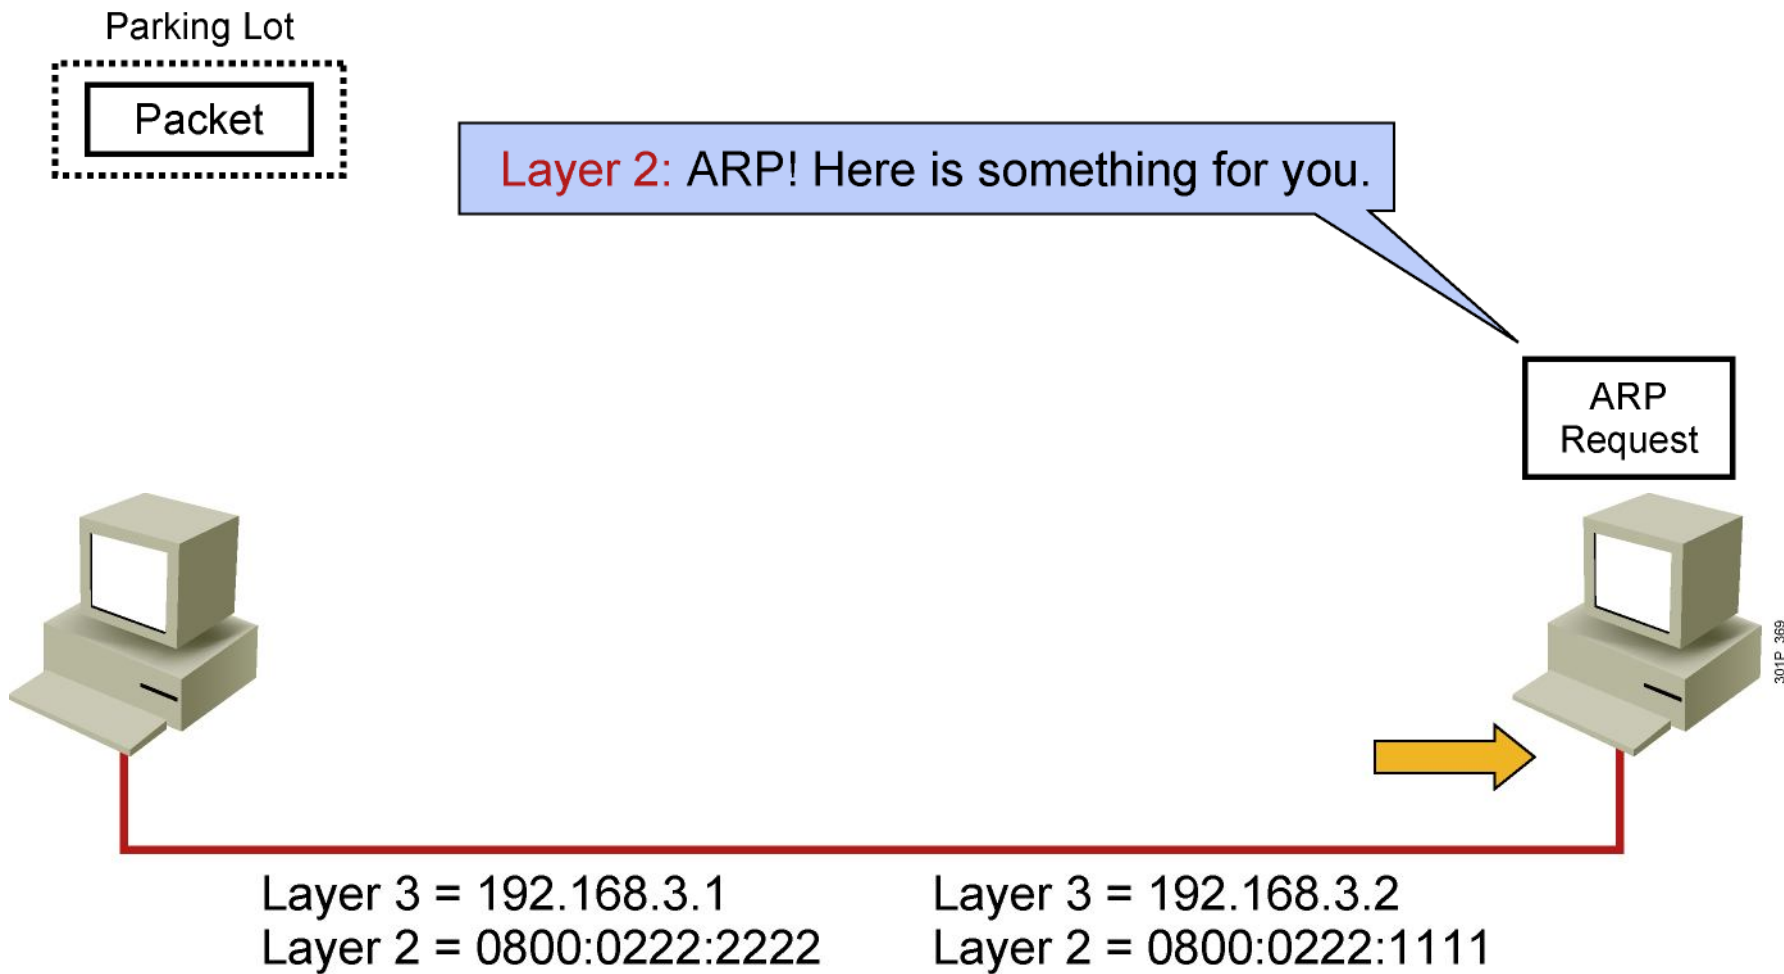 Parking Lot
Packet
Layer 2: ARP! Here is something for you.
ARP
Request
301P_369
Layer 3 = 192.168.3.1
Layer 2 = 0800:0222:2222
Layer 3 = 192.168.3.2
Layer 2 = 0800:0222:1111